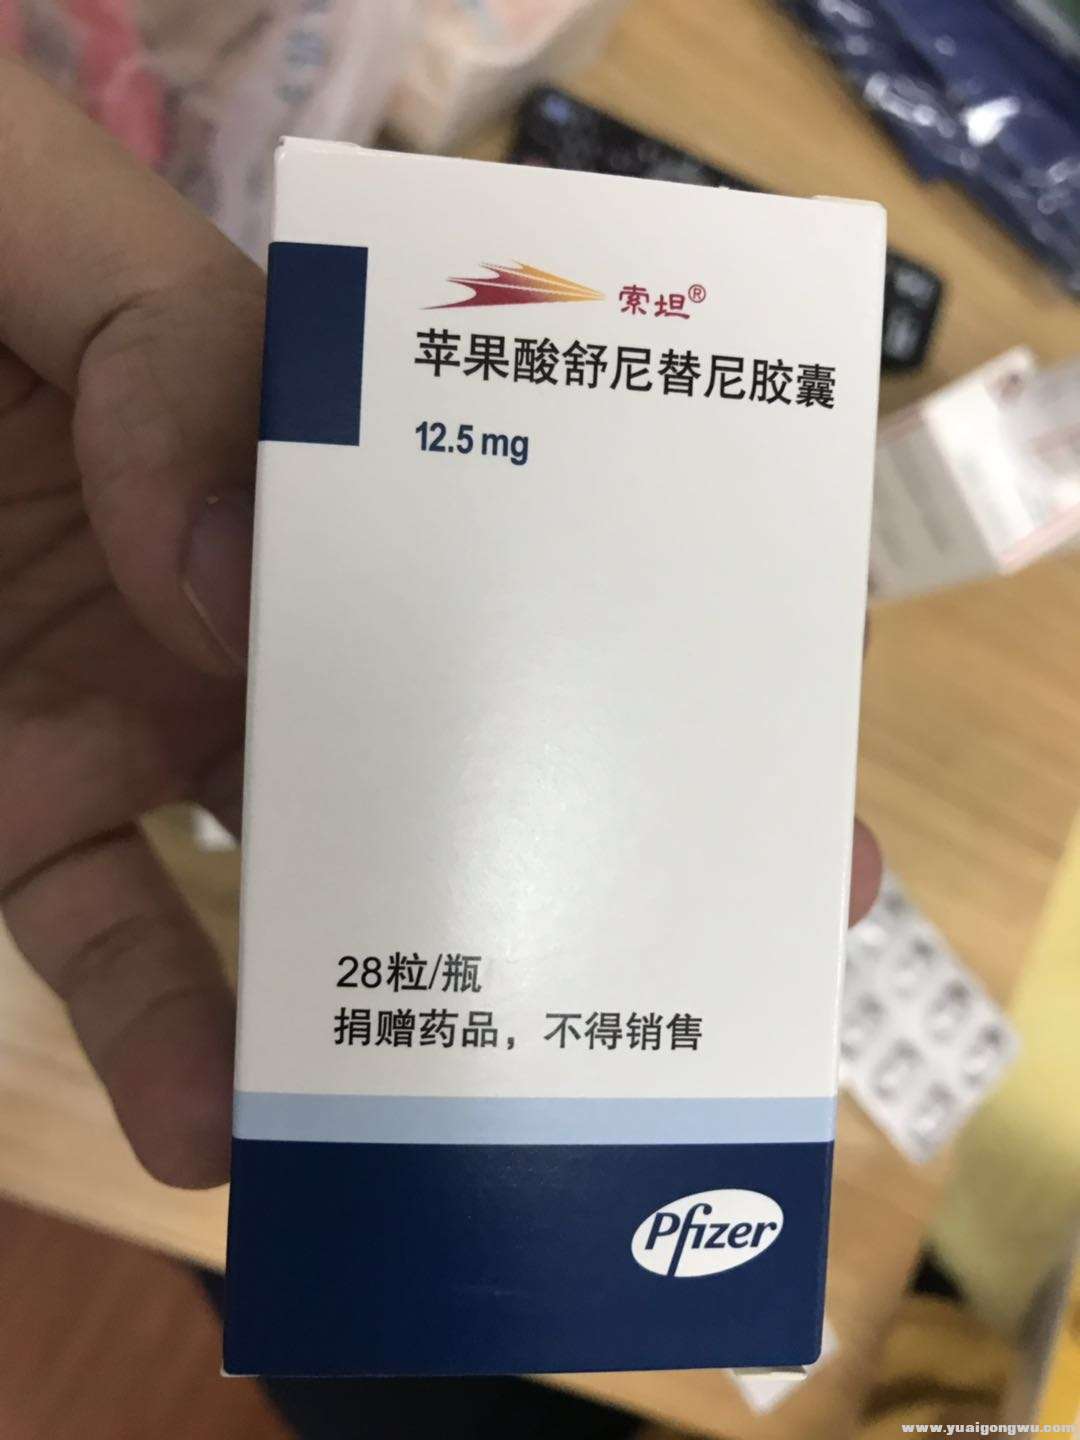 索坦®
苹果酸舒尼替尼胶囊
12.5 mg
28粒/瓶
捐赠药品，不得销售
Pfizer
www.yuaigongwu.com